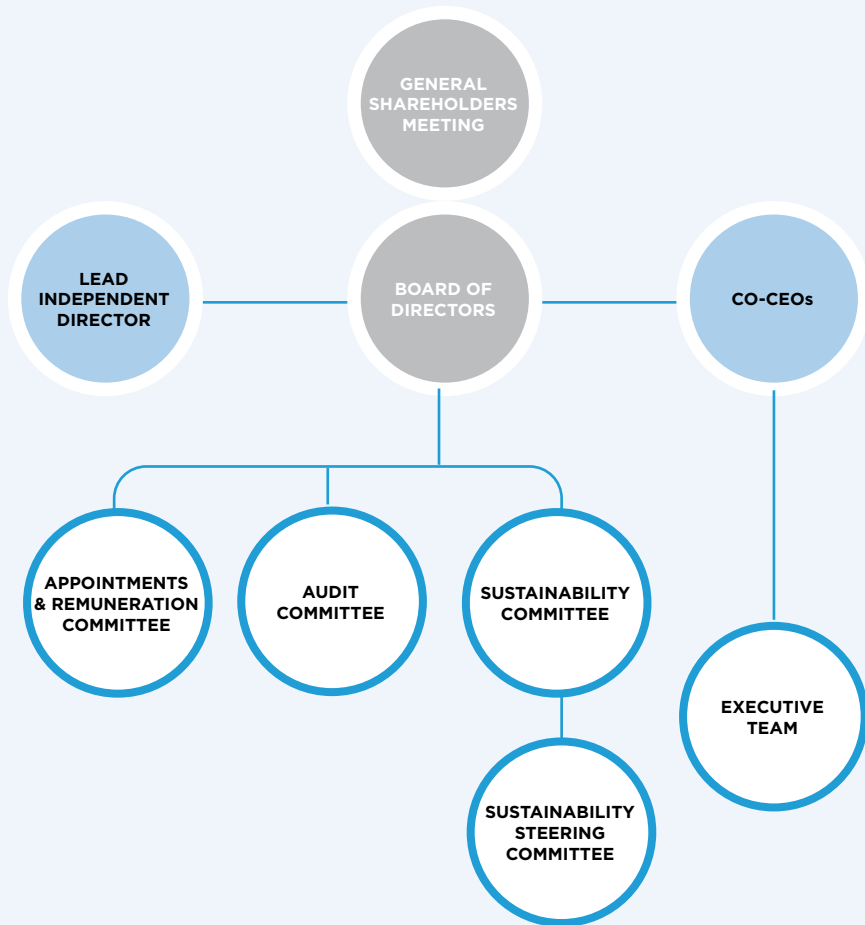 GENERAL
SHAREHOLDERS
MEETING
LEAD
INDEPENDENT
DIRECTOR
BOARD OF
DIRECTORS
CO-CEOs
APPOINTMENTS
& REMUNERATION
COMMITTEE
AUDIT
COMMITTEE
SUSTAINABILITY
COMMITTEE
EXECUTIVE
TEAM
SUSTAINABILITY
STEERING
COMMITTEE